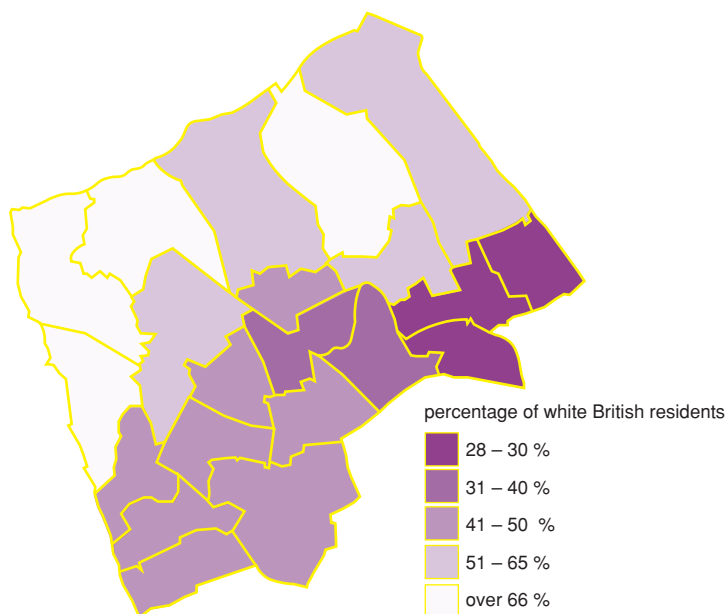 percentage of white British residents
28 – 30 %
31 – 40 %
41 – 50 %
51 – 65 %
over 66 %